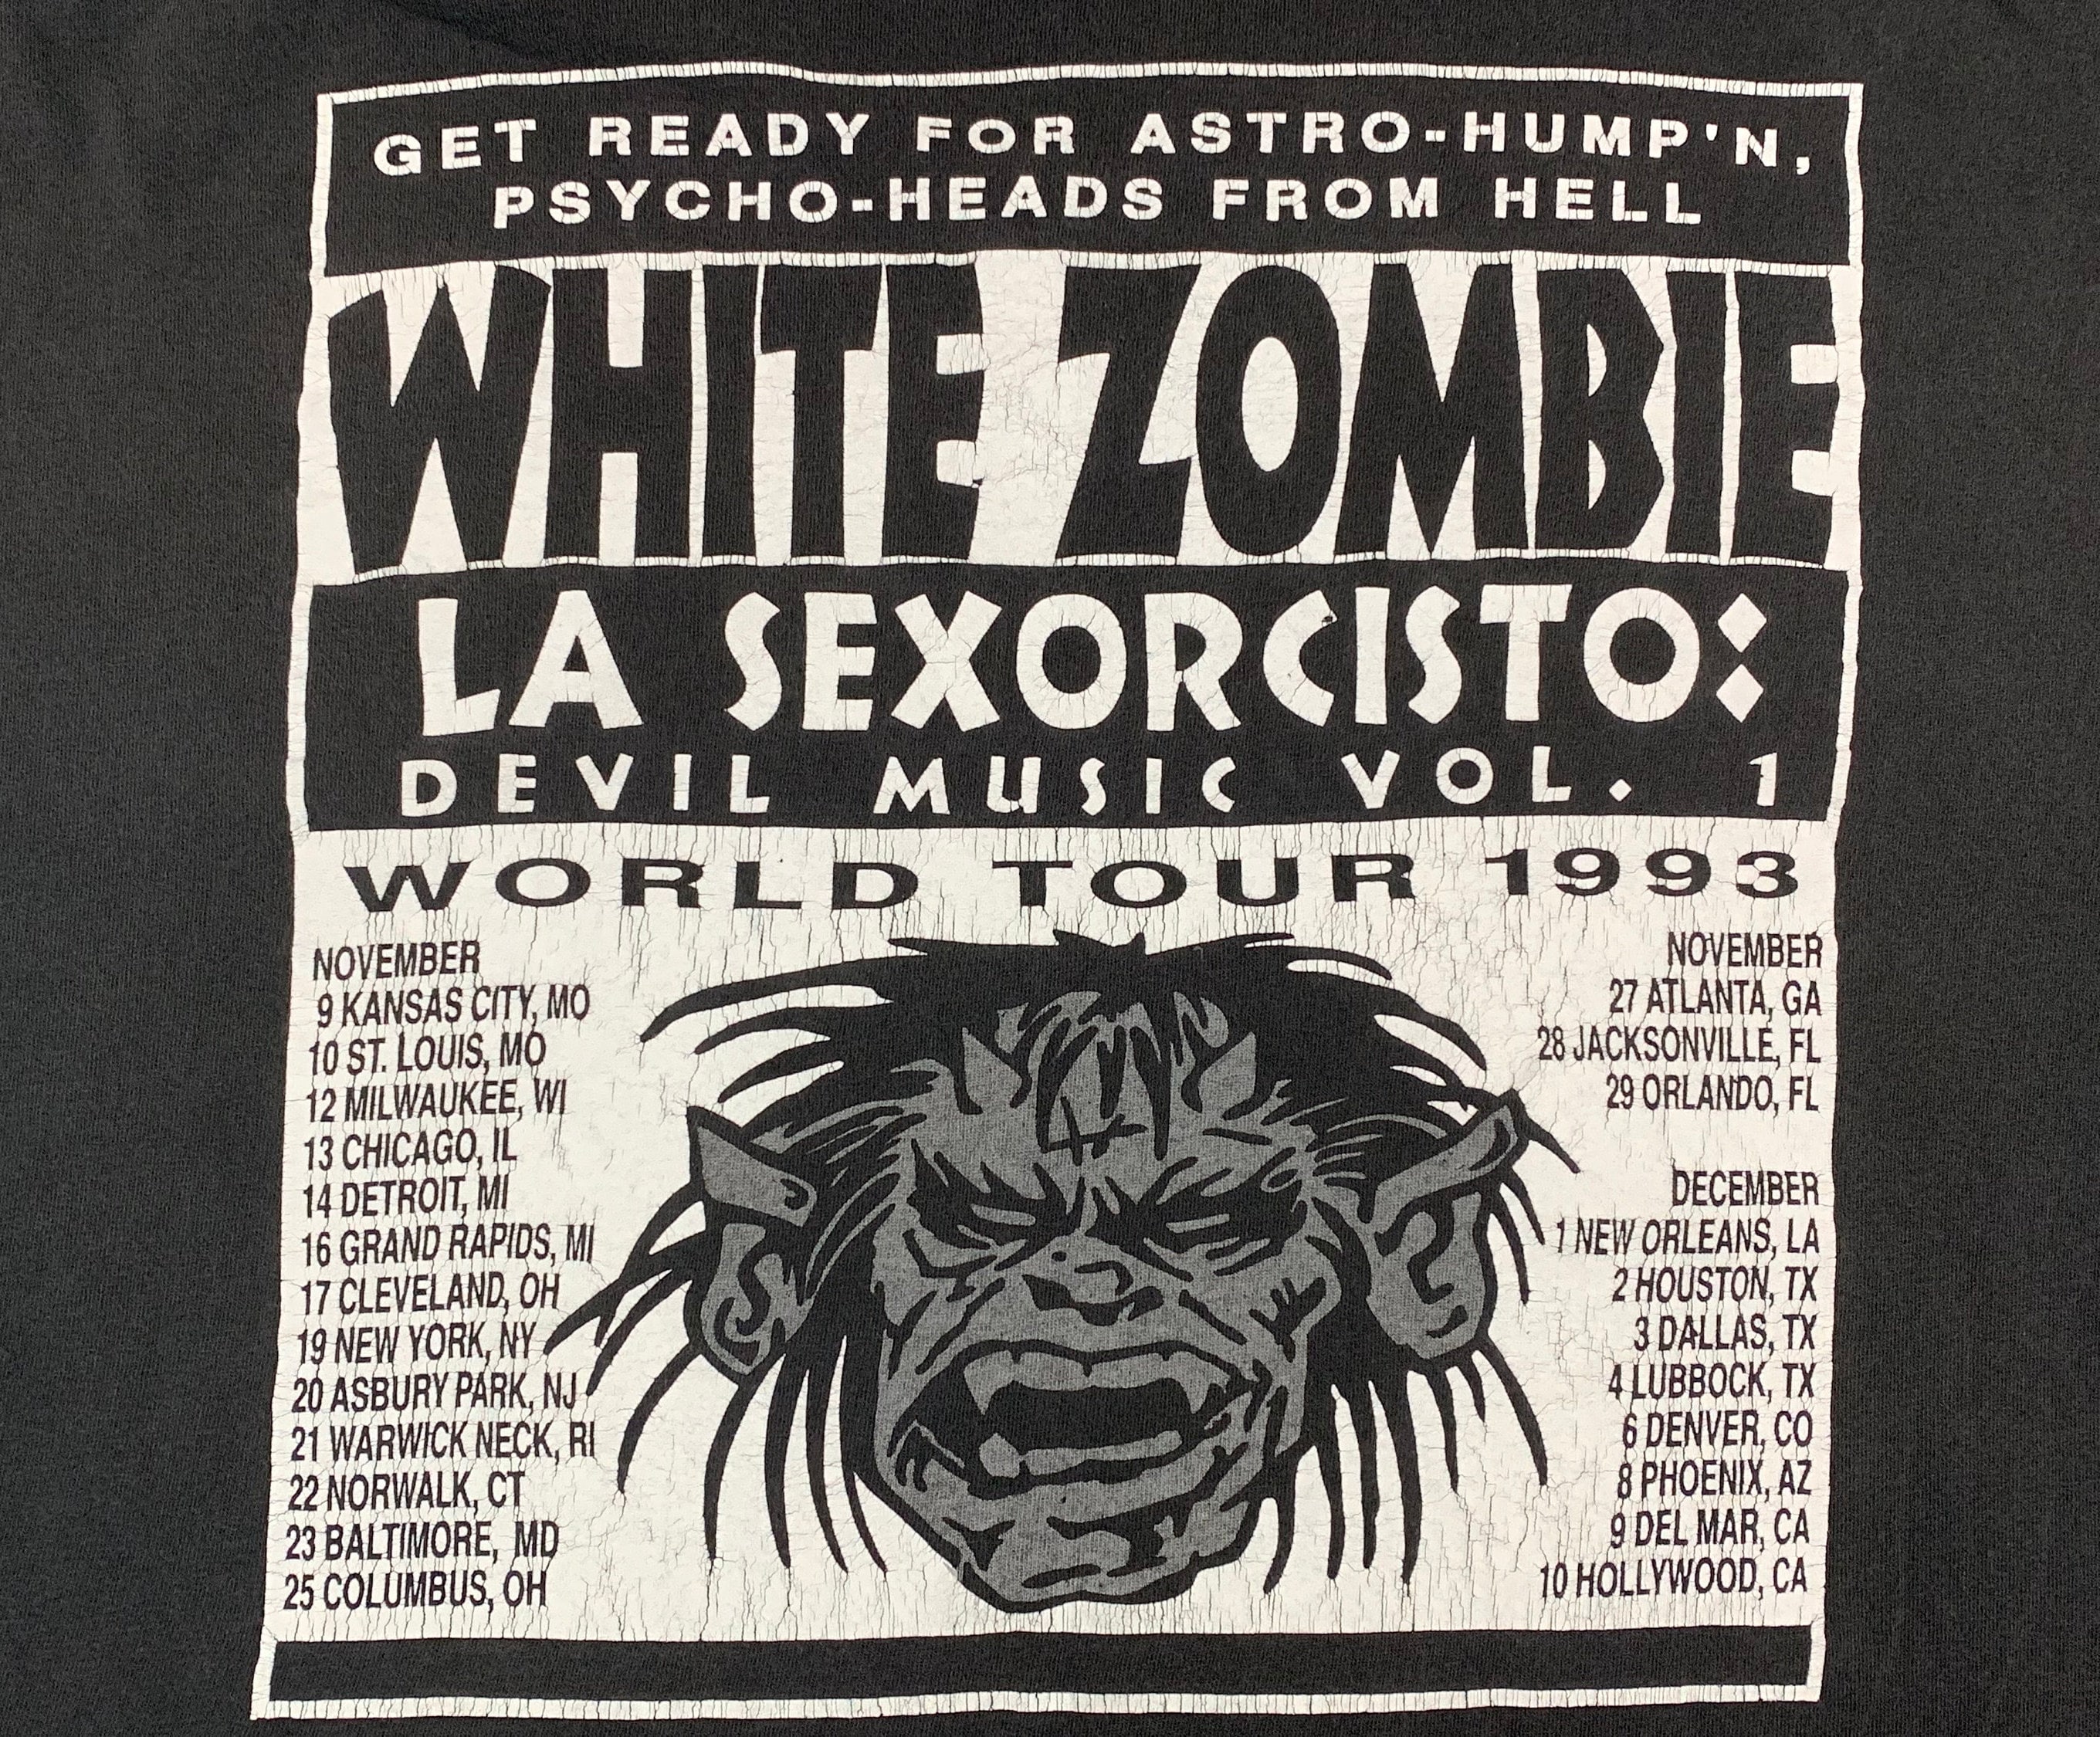 GET READY FOR ASTRO-HUMP'N,
PSYCHO-HEADS FROM HELL
WHITE ZOMBIE
LA SEXORCISTO:
DEVIL MUSIC VOL. 1
WORLD TOUR 1993
NOVEMBER
9 KANSAS CITY, MO
10 ST. LOUIS, MO
12 MILWAUKEE, WI
13 CHICAGO, IL
14 DETROIT, MI
16 GRAND RAPIDS, MI
17 CLEVELAND, OH
19 NEW YORK, NY
20 ASBURY PARK, NJ
21 WARWICK NECK, RI
22 NORWALK, CT
23 BALTIMORE, MD
25 COLUMBUS, OH
NOVEMBER
27 ATLANTA, GA
28 JACKSONVILLE, FL
29 ORLANDO, FL
DECEMBER
1 NEW ORLEANS, LA
2 HOUSTON, TX
3 DALLAS, TX
4 LUBBOCK, TX
6 DENVER, CO
8 PHOENIX, AZ
9 DEL MAR, CA
10 HOLLYWOOD, CA